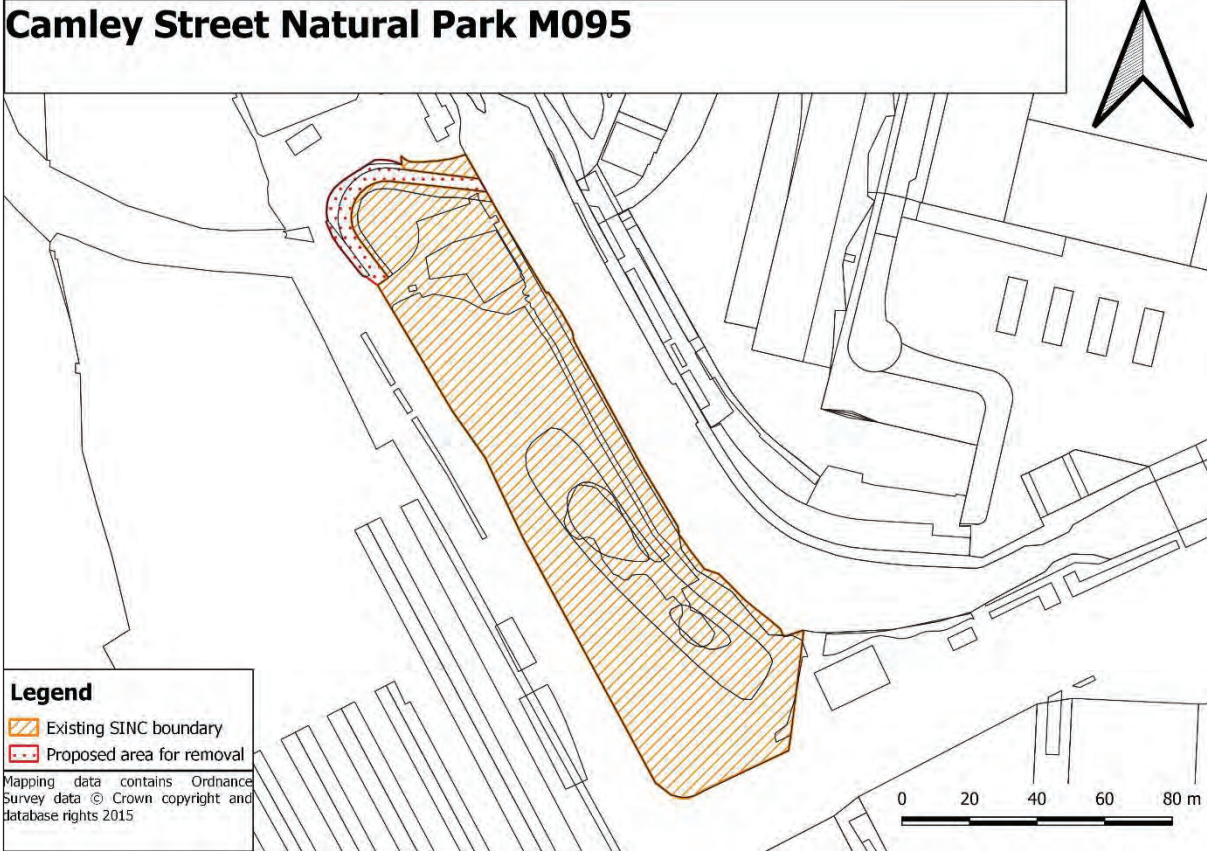 Camley Street Natural Park M095
Legend
Existing SINC boundary
Proposed area for removal
Mapping data contains Ordnance
Survey data © Crown copyright and
database rights 2015
0 20 40 60 80 m